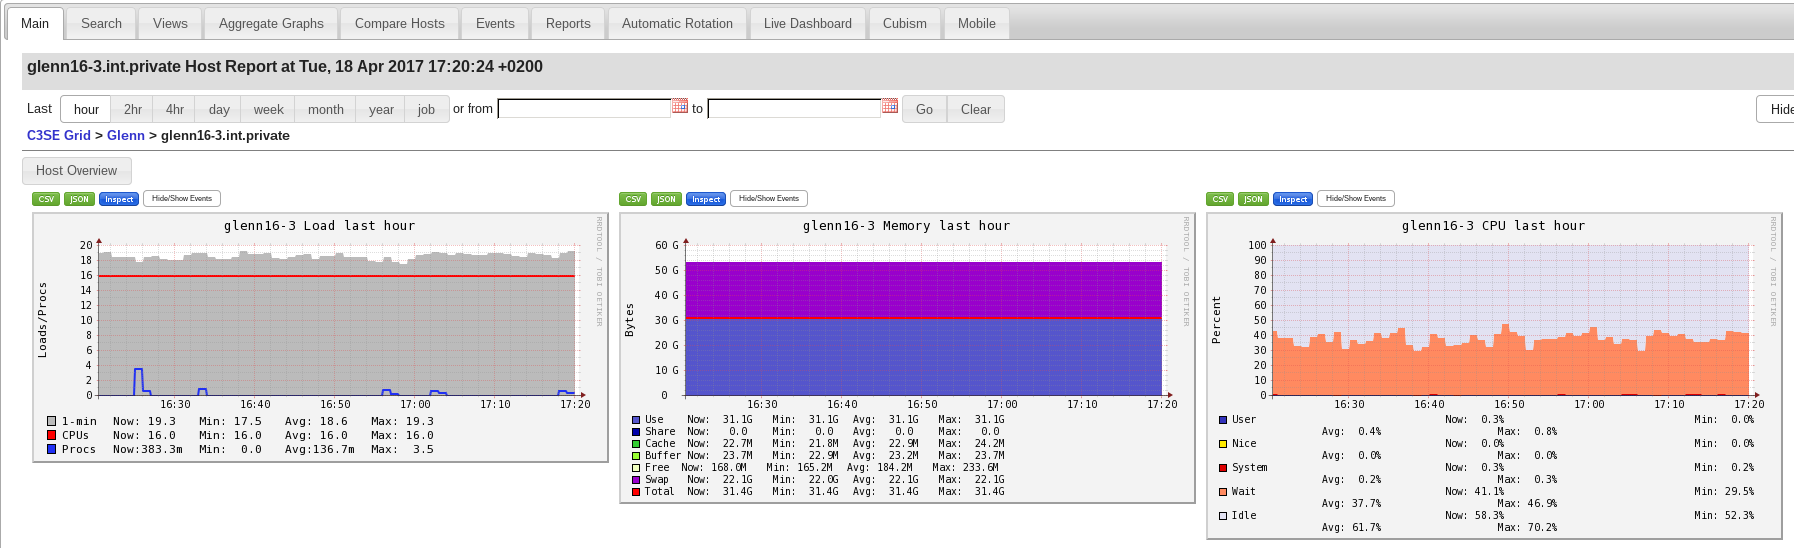 Main Search Views Aggregate Graphs Compare Hosts Events Reports Automatic Rotation Live Dashboard Cubism Mobile
glenn16-3.int.private Host Report at Tue, 18 Apr 2017 17:20:24 +0200
Last hour 2hr 4hr day week month year job or from to Go Clear Hide
C3SE Grid > Glenn > glenn16-3.int.private
Host Overview
CSV JSON Inspect Hide/Show Events
glenn16-3 Load last hour
RRDTOOL / TOBI OETIKER
Loads/Procs
20
18
16
14
12
10
8
6
4
2
0
16:30 16:40 16:50 17:00 17:10 17:20
1-min Now: 19.3 Min: 17.5 Avg: 18.6 Max: 19.3
CPUs Now: 16.0 Min: 16.0 Avg: 16.0 Max: 16.0
Procs Now:383.3m Min: 0.0 Avg:136.7m Max: 3.5
CSV JSON Inspect Hide/Show Events
glenn16-3 Memory last hour
RRDTOOL / TOBI OETIKER
Bytes
60 G
50 G
40 G
30 G
20 G
10 G
0
16:30 16:40 16:50 17:00 17:10 17:20
Use Now: 31.1G Min: 31.1G Avg: 31.1G Max: 31.1G
Share Now: 0.0 Min: 0.0 Avg: 0.0 Max: 0.0
Cache Now: 22.7M Min: 21.8M Avg: 22.9M Max: 24.2M
Buffer Now: 23.7M Min: 22.9M Avg: 23.2M Max: 23.7M
Free Now: 168.0M Min: 165.2M Avg: 184.2M Max: 233.6M
Swap Now: 22.1G Min: 22.0G Avg: 22.1G Max: 22.1G
Total Now: 31.4G Min: 31.4G Avg: 31.4G Max: 31.4G
CSV JSON Inspect Hide/Show Events
glenn16-3 CPU last hour
RRDTOOL / TOBI OETIKER
Percent
100
90
80
70
60
50
40
30
20
10
0
16:30 16:40 16:50 17:00 17:10 17:20
User Now: 0.3% Min: 0.0%
Avg: 0.4% Max: 0.8%
Nice Now: 0.0% Min: 0.0%
Avg: 0.0% Max: 0.0%
System Now: 0.3% Min: 0.2%
Avg: 0.2% Max: 0.3%
Wait Now: 41.1% Min: 29.5%
Avg: 37.7% Max: 46.9%
Idle Now: 58.3% Min: 52.3%
Avg: 61.7% Max: 70.2%